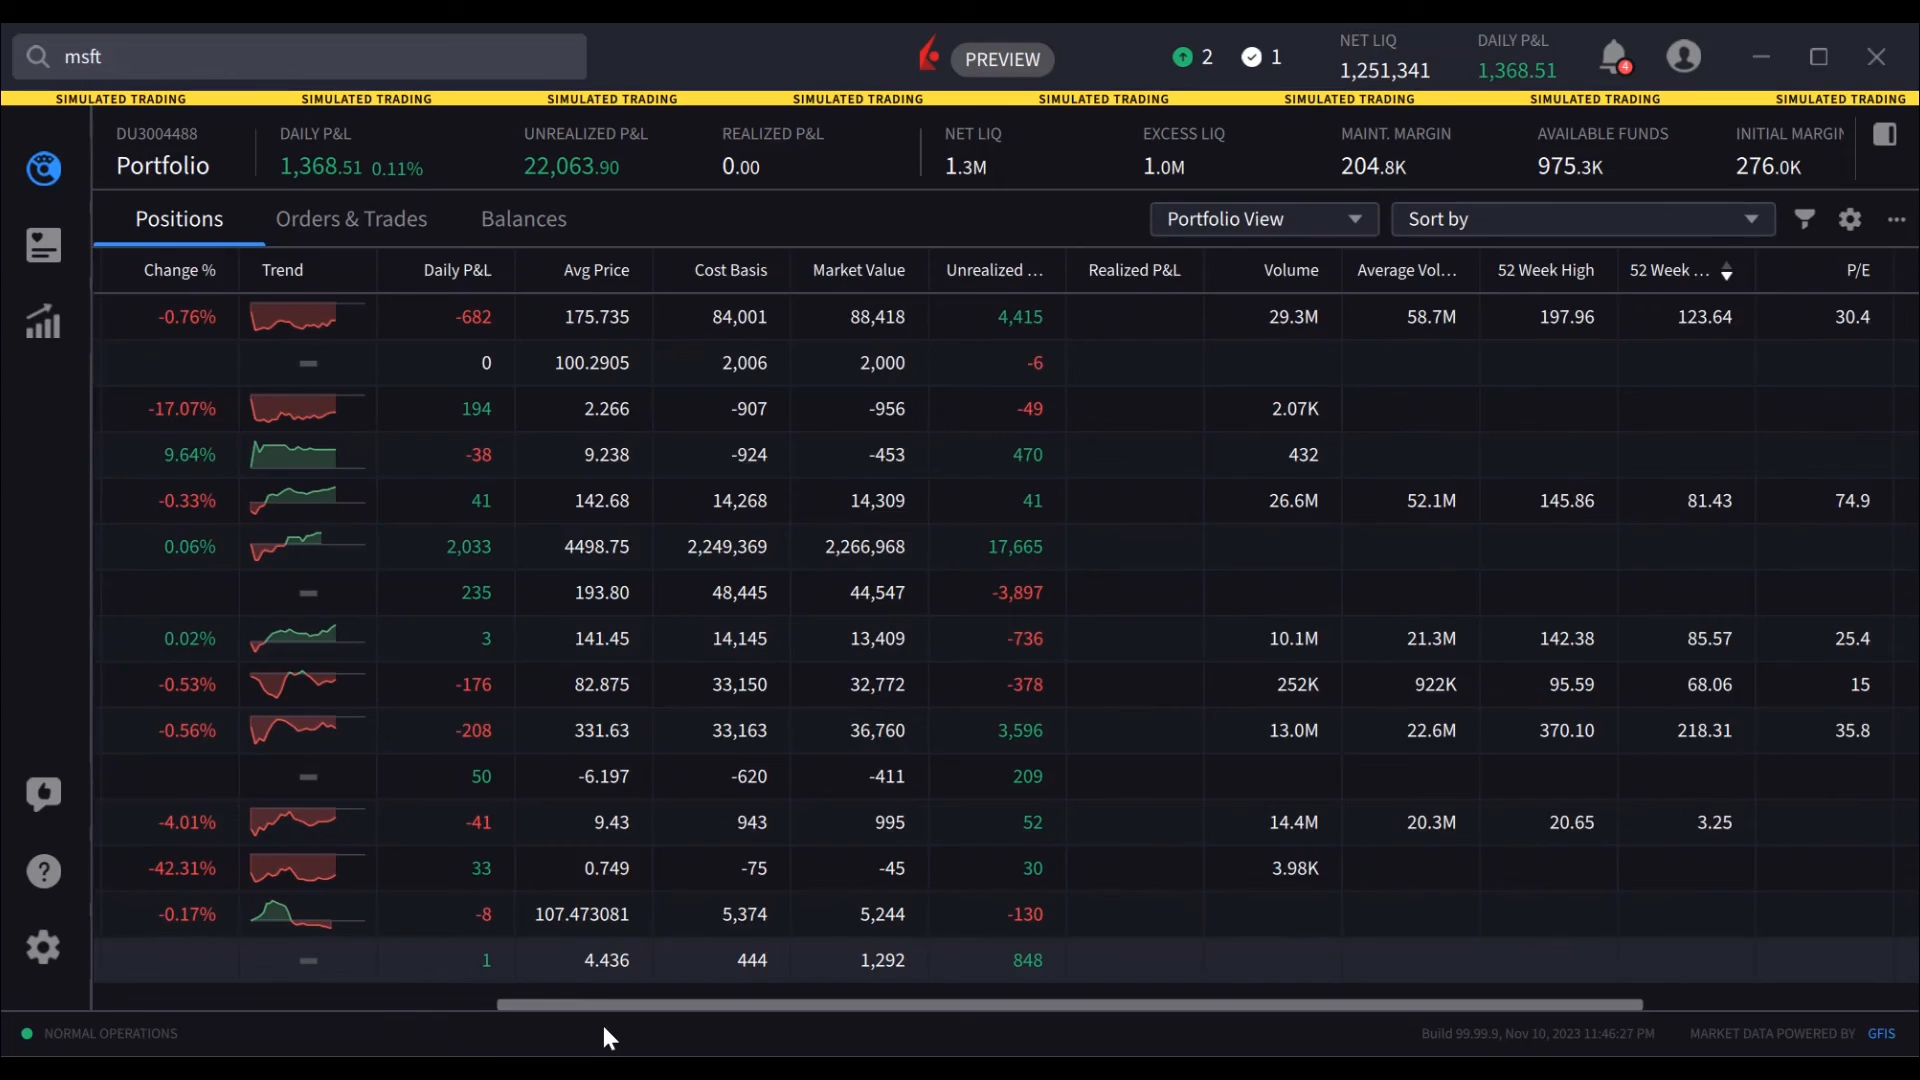 msft PREVIEW 2 1 NET LIQ 1,251,341 DAILY P&L 1,368.51 4
SIMULATED TRADING SIMULATED TRADING SIMULATED TRADING SIMULATED TRADING SIMULATED TRADING SIMULATED TRADING SIMULATED TRADING SIMULATED TRADING
DU3004488 DAILY P&L UNREALIZED P&L REALIZED P&L NET LIQ EXCESS LIQ MAINT. MARGIN AVAILABLE FUNDS INITIAL MARGIN
Portfolio 1,368.51 0.11% 22,063.90 0.00 1.3M 1.0M 204.8K 975.3K 276.0K
Positions Orders & Trades Balances Portfolio View Sort by
Change % Trend Daily P&L Avg Price Cost Basis Market Value Unrealized ... Realized P&L Volume Average Vol... 52 Week High 52 Week ... P/E
-0.76% -682 175.735 84,001 88,418 4,415 29.3M 58.7M 197.96 123.64 30.4
0 100.2905 2,006 2,000 -6
-17.07% 194 2.266 -907 -956 -49 2.07K
9.64% -38 9.238 -924 -453 470 432
-0.33% 41 142.68 14,268 14,309 41 26.6M 52.1M 145.86 81.43 74.9
0.06% 2,033 4498.75 2,249,369 2,266,968 17,665
235 193.80 48,445 44,547 -3,897
0.02% 3 141.45 14,145 13,409 -736 10.1M 21.3M 142.38 85.57 25.4
-0.53% -176 82.875 33,150 32,772 -378 252K 922K 95.59 68.06 15
-0.56% -208 331.63 33,163 36,760 3,596 13.0M 22.6M 370.10 218.31 35.8
50 -6.197 -620 -411 209
-4.01% -41 9.43 943 995 52 14.4M 20.3M 20.65 3.25
-42.31% 33 0.749 -75 -45 30 3.98K
-0.17% -8 107.473081 5,374 5,244 -130
1 4.436 444 1,292 848
NORMAL OPERATIONS Build 99.99.9, Nov 10, 2023 11:46:27 PM MARKET DATA POWERED BY GFIS